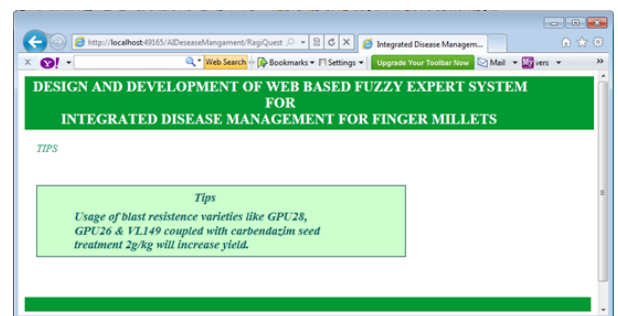 http://localhost:49165/AIDeseaseMangament/RagiQuest
Integrated Disease Managem...
Web Search
Bookmarks
Settings
Upgrade Your Toolbar Now
Mail
My
vers
DESIGN AND DEVELOPMENT OF WEB BASED FUZZY EXPERT SYSTEM
FOR
INTEGRATED DISEASE MANAGEMENT FOR FINGER MILLETS
TIPS
Tips
Usage of blast resistence varieties like GPU28,
GPU26 & VL149 coupled with carbendazim seed
treatment 2g/kg will increase yield.